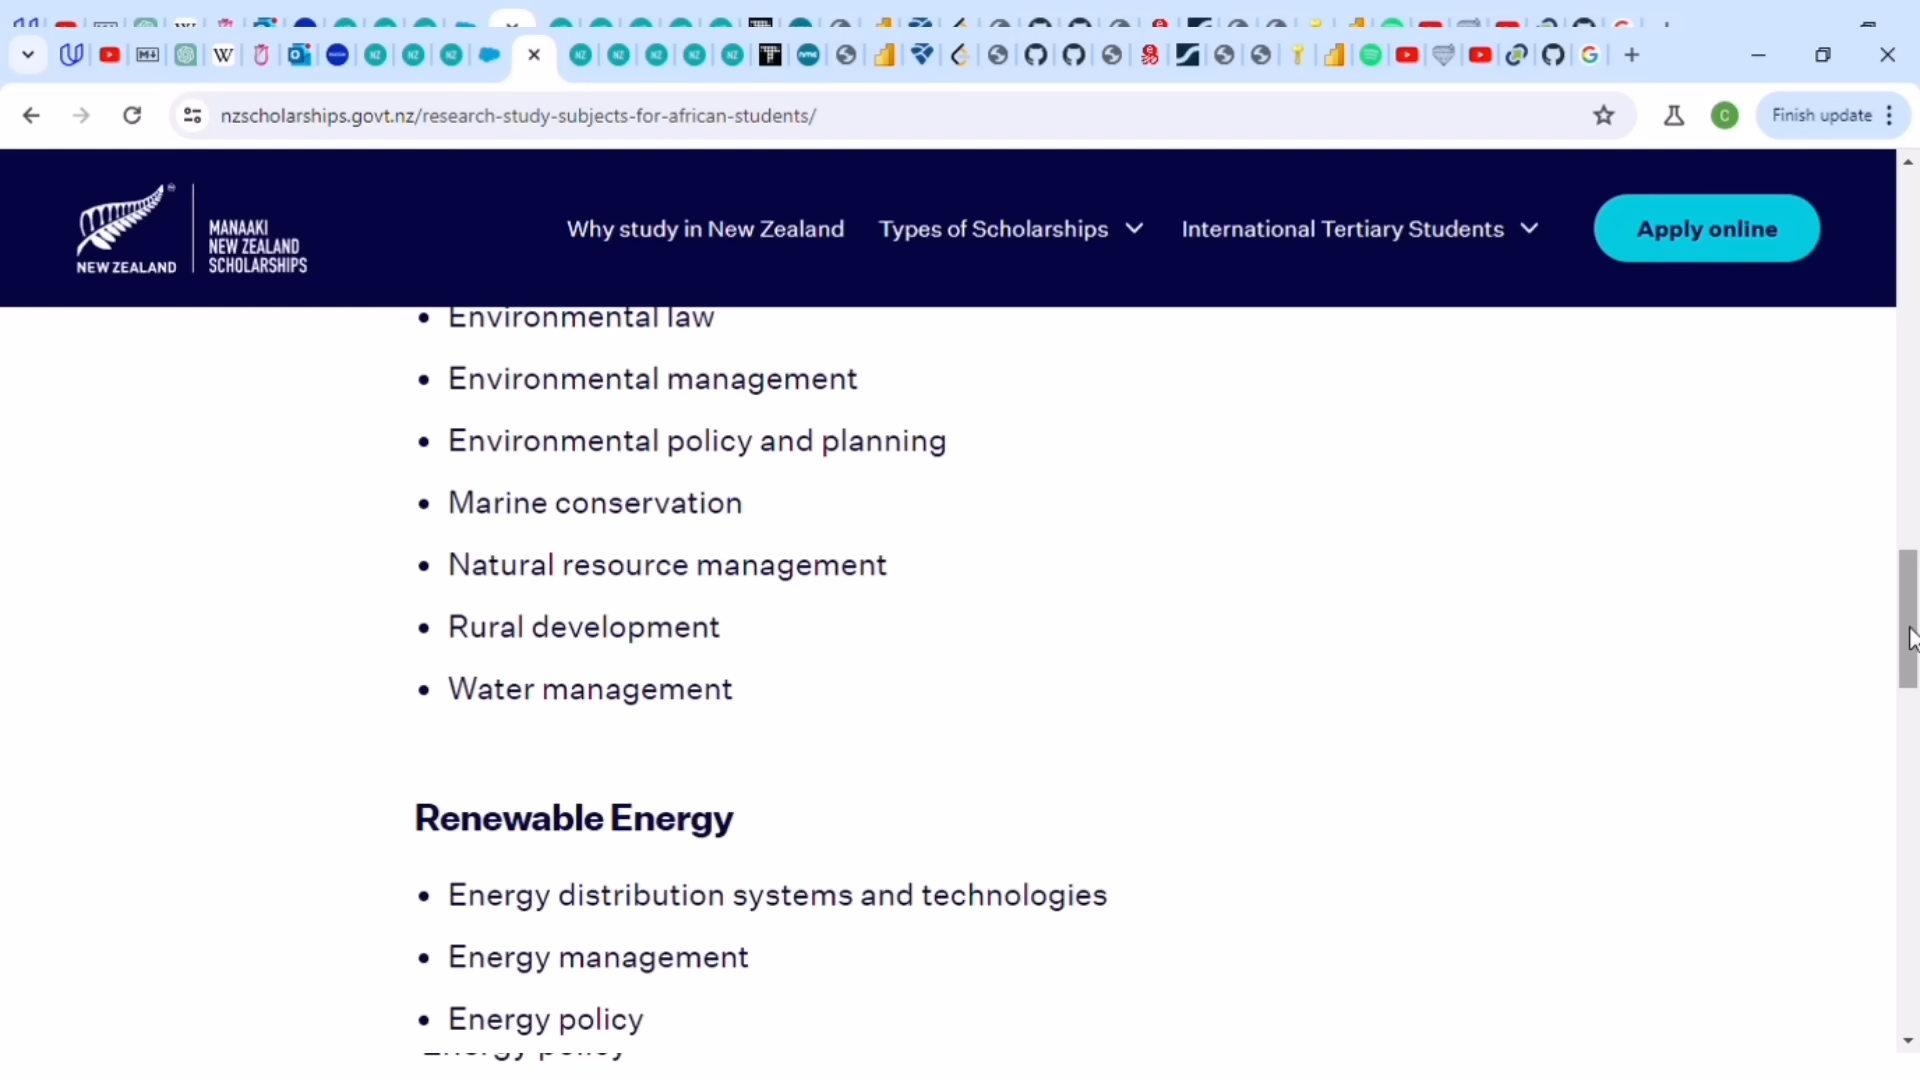 nzscholarships.govt.nz/research-study-subjects-for-african-students/
C
Finish update
NEW ZEALAND
MANAAKI
NEW ZEALAND
SCHOLARSHIPS
Why study in New Zealand
Types of Scholarships
International Tertiary Students
Apply online
Environmental law
Environmental management
Environmental policy and planning
Marine conservation
Natural resource management
Rural development
Water management
Renewable Energy
Energy distribution systems and technologies
Energy management
Energy policy
Energy policy